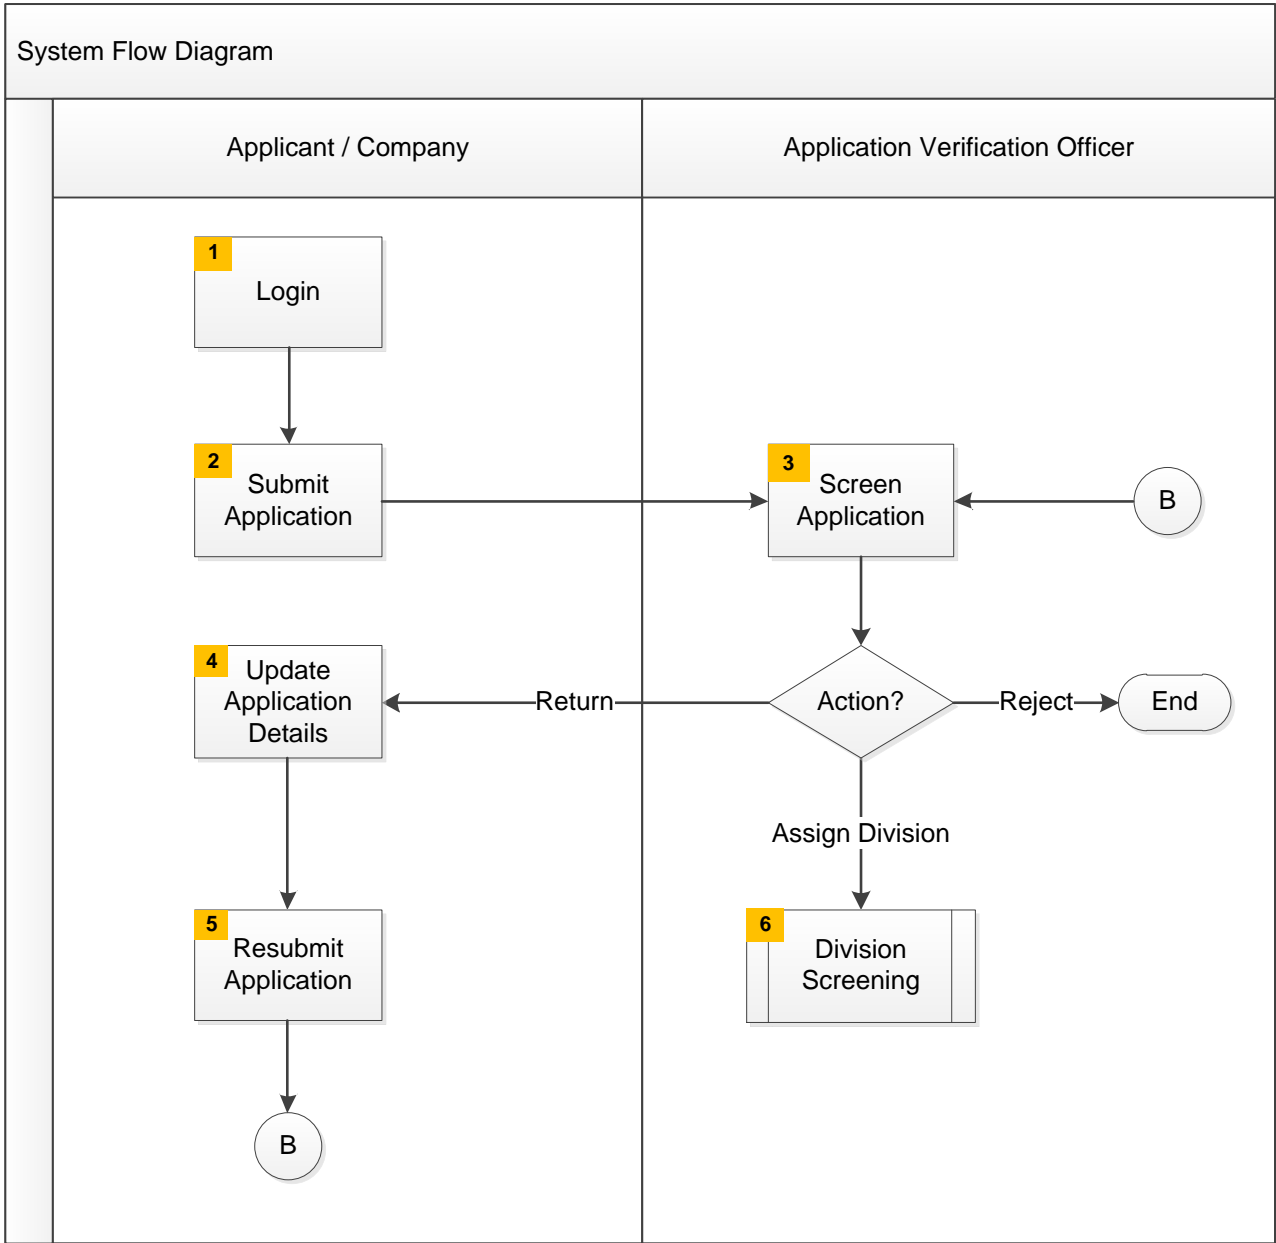 System Flow Diagram
Applicant / Company
Application Verification Officer
1
Login
2
Submit
Application
3
Screen
Application
B
4
Update
Application
Details
Return
Action?
Reject
End
Assign Division
5
Resubmit
Application
6
Division
Screening
B